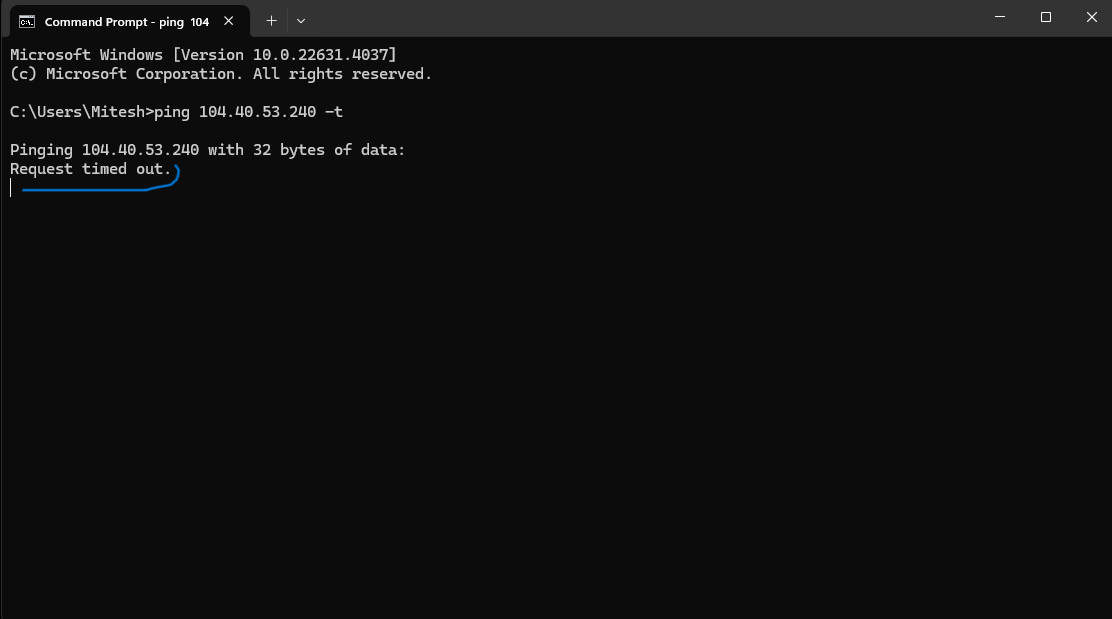 Command Prompt - ping 104
Microsoft Windows [Version 10.0.22631.4037]
(c) Microsoft Corporation. All rights reserved.
C:\Users\Mitesh>ping 104.40.53.240 -t
Pinging 104.40.53.240 with 32 bytes of data:
Request timed out.